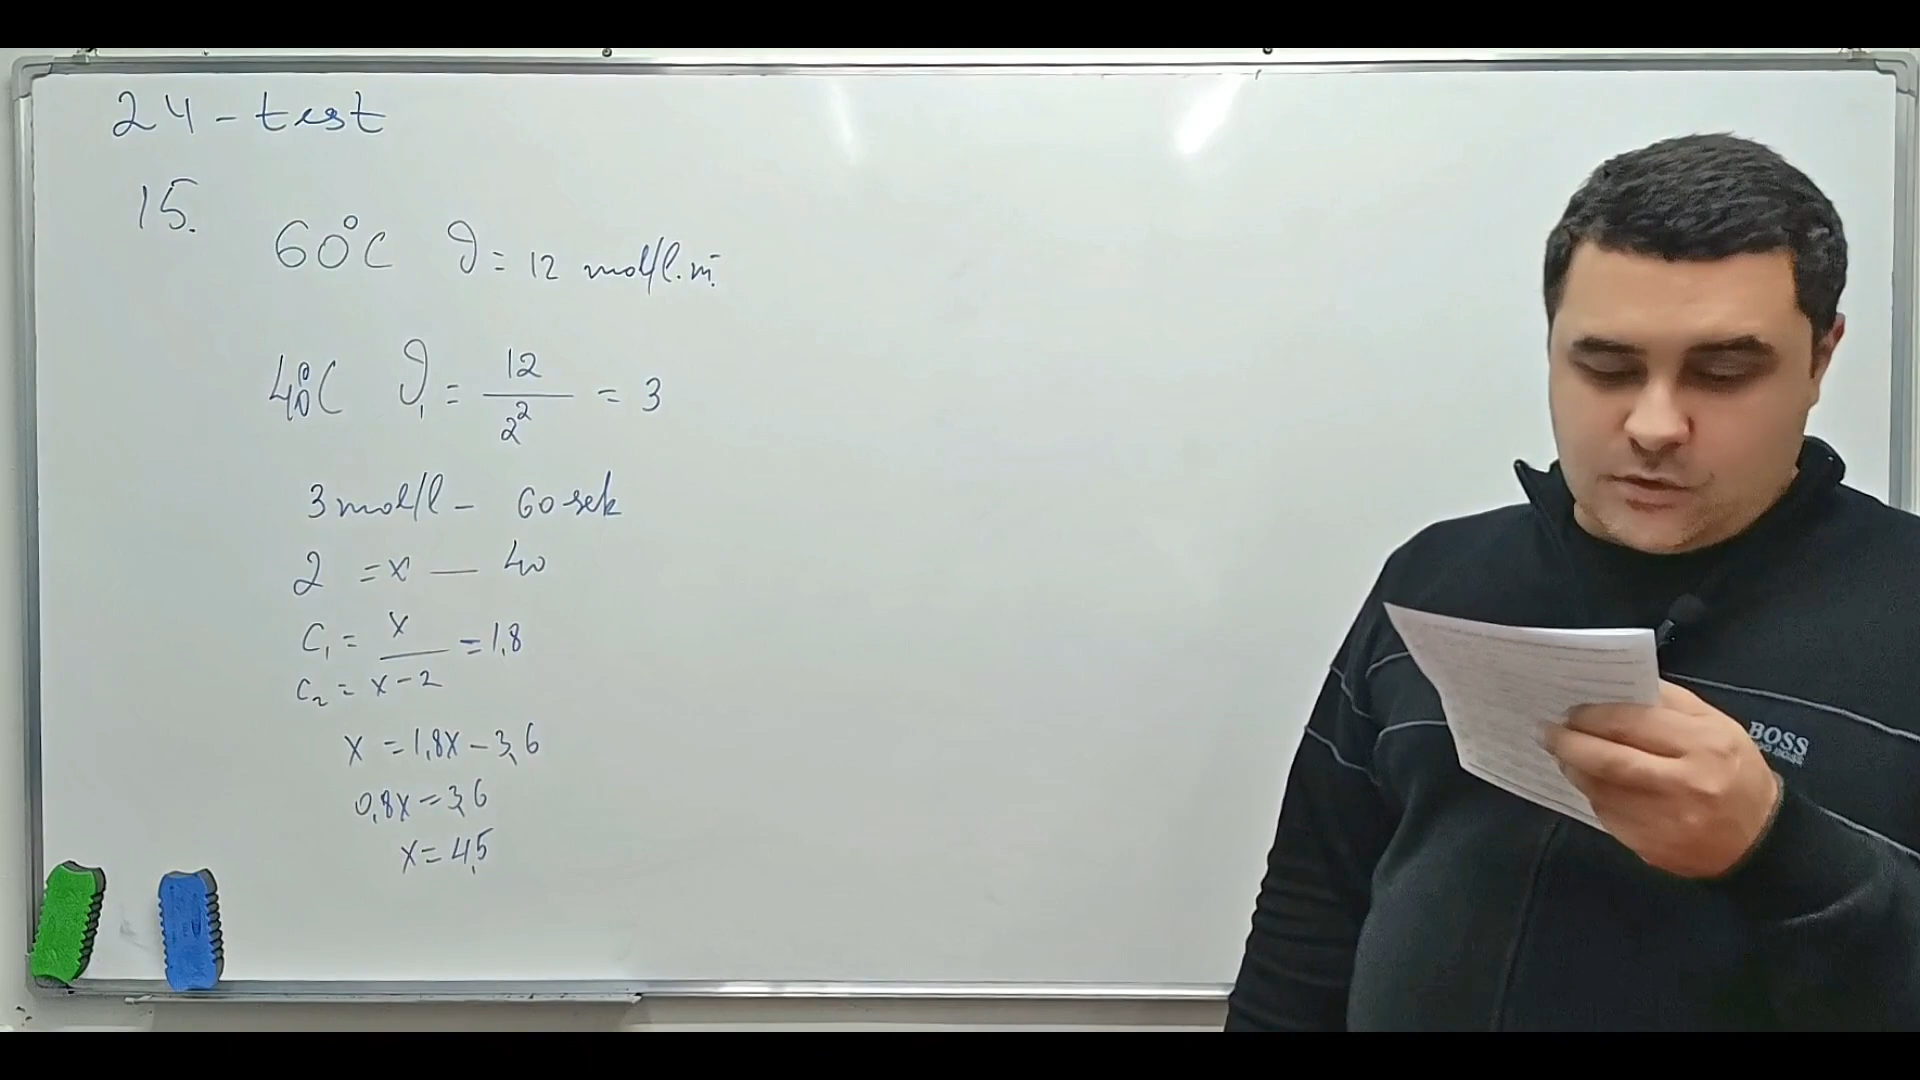 24 - test
15.
60°C ϑ = 12 mol/l.m.
40°C ϑ₁ = 12 / 2² = 3
3 mol/l - 60 sek
2 = x — 40
C₁ = x
C₂ = x - 2 = 1,8
x = 1,8x - 3,6
0,8x = 3,6
x = 4,5
BOSS